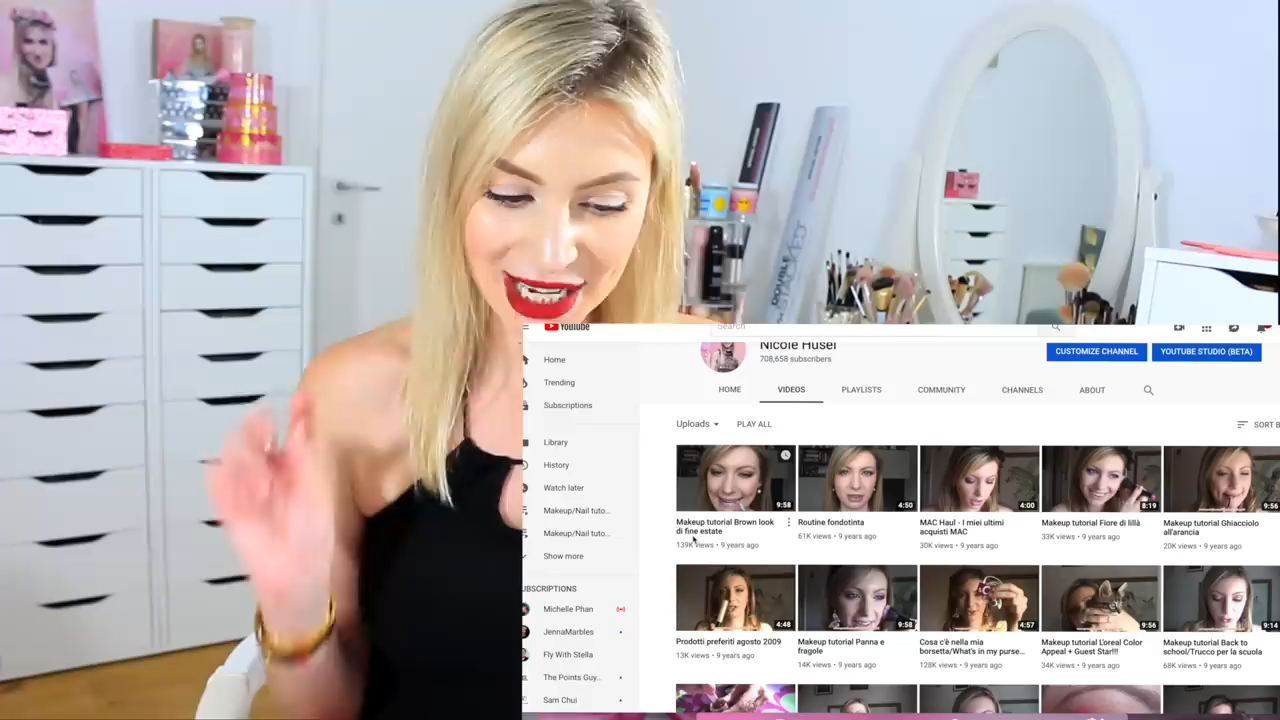 DOUBLE
YouTube
Search
Nicole Husel
708,658 subscribers
CUSTOMIZE CHANNEL
YOUTUBE STUDIO (BETA)
HOME
VIDEOS
PLAYLISTS
COMMUNITY
CHANNELS
ABOUT
Uploads
PLAY ALL
SORT B
Home
Trending
Subscriptions
Library
History
Watch later
Makeup/Nail tuto...
Makeup/Nail tuto...
Show more
UBSCRIPTIONS
Michelle Phan
JennaMarbles
Fly With Stella
The Points Guy...
Sam Chui
9:58
Makeup tutorial Brown look
di fine estate
139K views • 9 years ago
4:50
Routine fondotinta
61K views • 9 years ago
4:00
MAC Haul - I miei ultimi
acquisti MAC
30K views • 9 years ago
8:19
Makeup tutorial Fiore di lillà
33K views • 9 years ago
9:56
Makeup tutorial Ghiacciolo
all'arancia
20K views • 9 years ago
4:48
Prodotti preferiti agosto 2009
13K views • 9 years ago
9:58
Makeup tutorial Panna e
fragole
14K views • 9 years ago
4:57
Cosa c'è nella mia
borsetta/What's in my purse...
128K views • 9 years ago
9:56
Makeup tutorial L'oreal Color
Appeal + Guest Star!!!
34K views • 9 years ago
9:14
Makeup tutorial Back to
school/Trucco per la scuola
68K views • 9 years ago